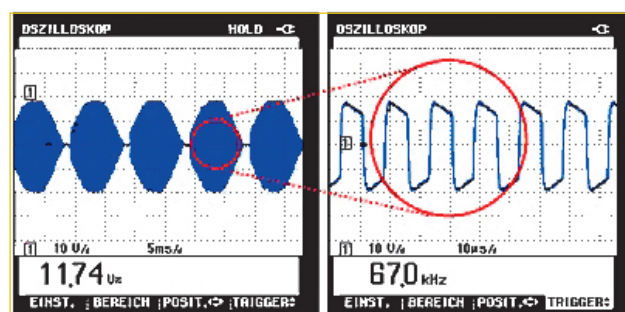 OSZILLOSKOP HOLD
1
1 10 V/⁠ 5ms/⁠
11,74
EINST. BEREICH POSIT. TRIGGER
OSZILLOSKOP
1
1 10 V/⁠ 10µs/⁠
67,0 kHz
EINST. BEREICH POSIT. TRIGGER